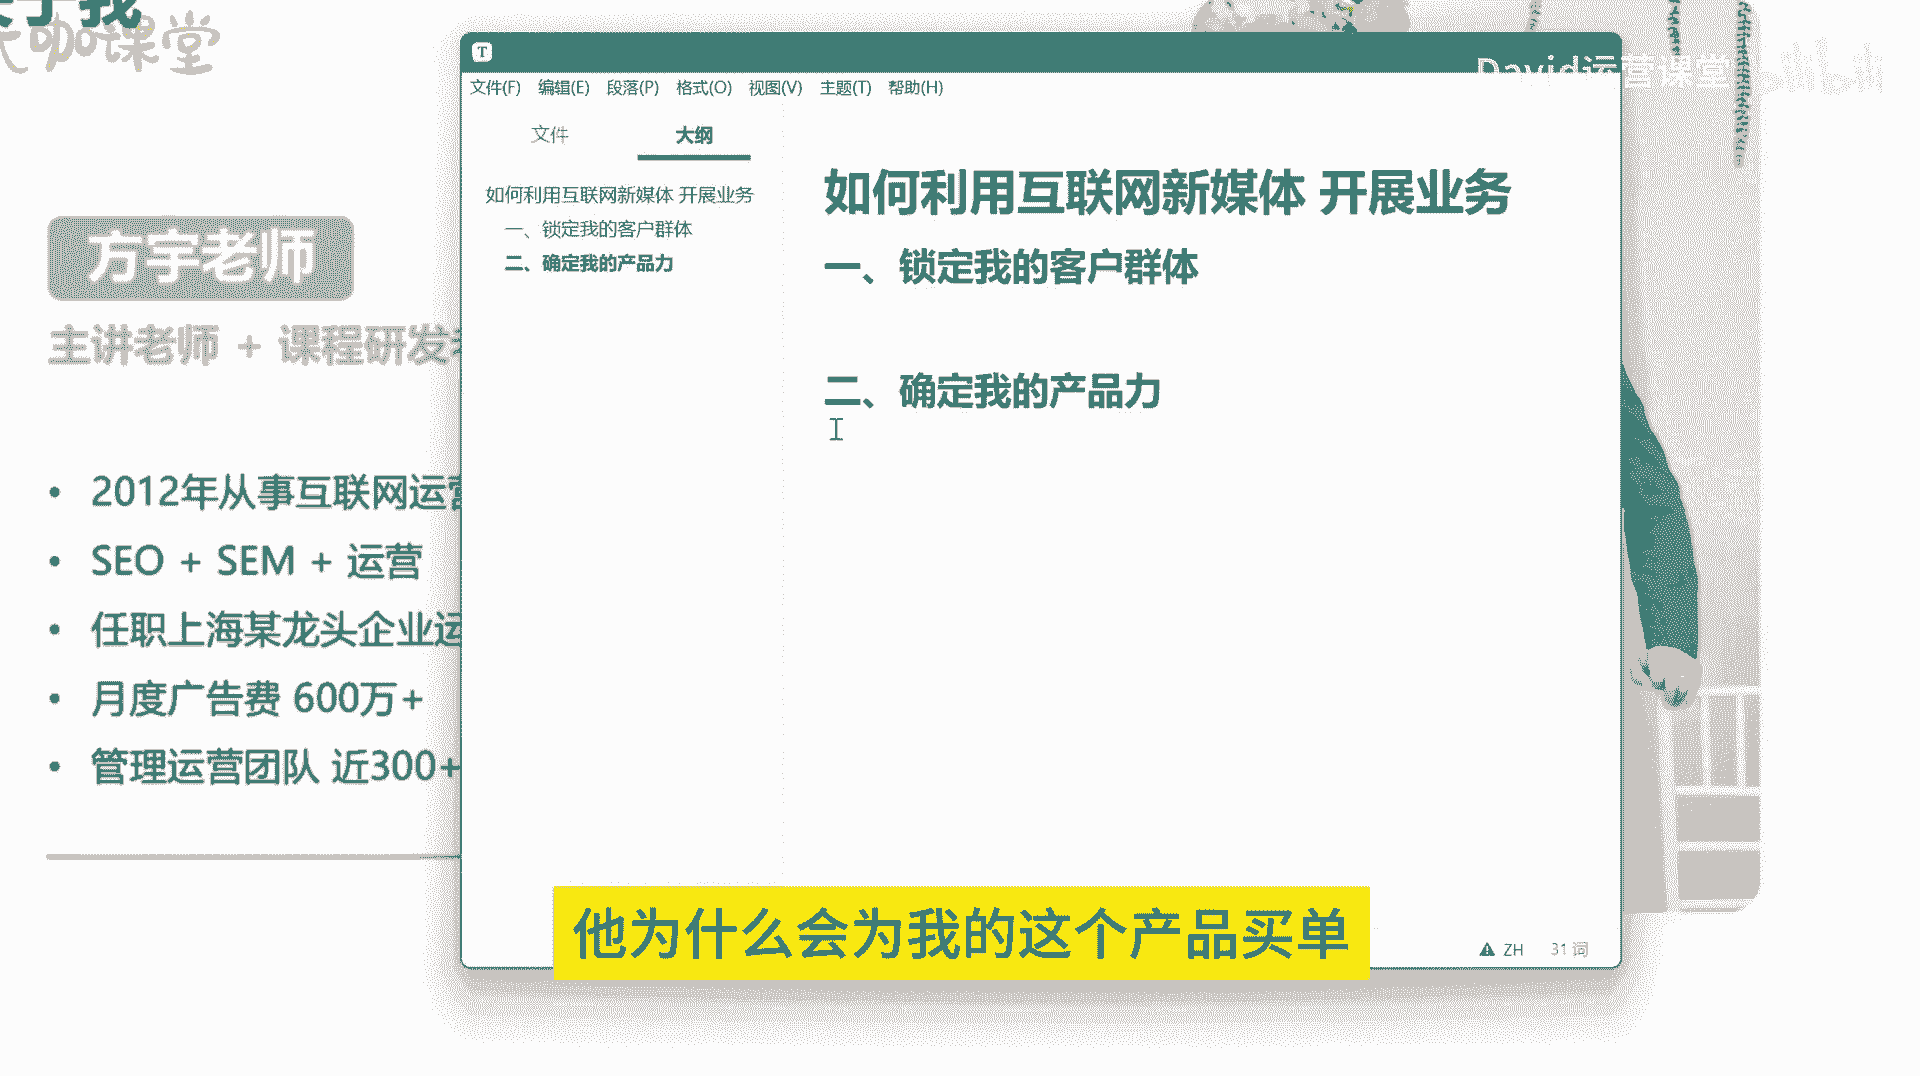 关于我
大咖课堂
David运营课堂
bilibili
方宇老师
主讲老师 + 课程研发
• 2012年从事互联网运营
• SEO + SEM + 运营
• 任职上海某龙头企业运
• 月度广告费 600万+
• 管理运营团队 近300+
T
文件(F) 编辑(E) 段落(P) 格式(O) 视图(V) 主题(T) 帮助(H)
文件 大纲
如何利用互联网新媒体 开展业务
一、锁定我的客户群体
二、确定我的产品力
如何利用互联网新媒体 开展业务
一、锁定我的客户群体
二、确定我的产品力
他为什么会为我的这个产品买单
ZH 31 词